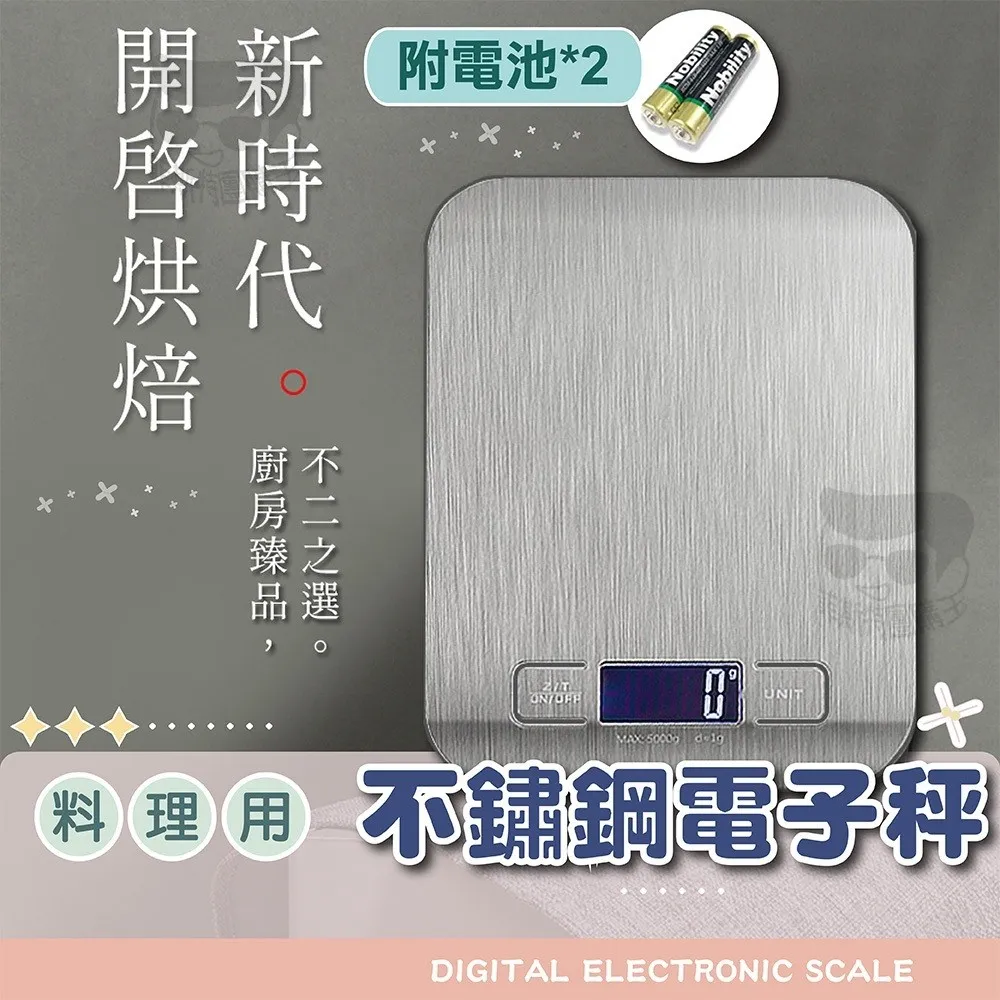 附電池*2
Nobility
Nobility
新時代。
開啓烘焙
不二之選。
廚房臻品，
Z/T
ON/OFF
0g
UNIT
MAX:5000g d=1g
料理用
不鏽鋼電子秤
DIGITAL ELECTRONIC SCALE